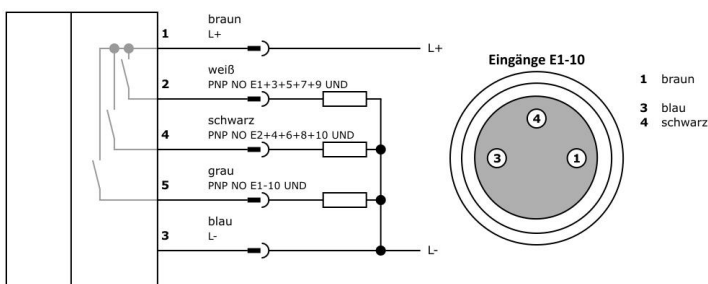 braun
1 L+ L+
weiß
2 PNP NO E1+3+5+7+9 UND
schwarz
4 PNP NO E2+4+6+8+10 UND
grau
5 PNP NO E1-10 UND
blau
3 L- L-
Eingänge E1-10
4
3 1
1 braun
3 blau
4 schwarz